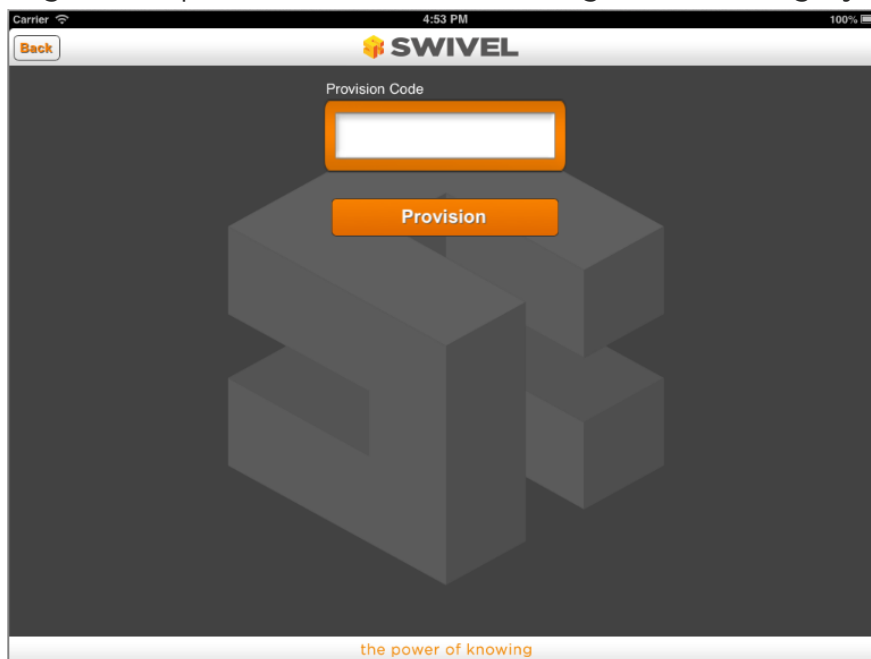 Carrier 4:53 PM 100%
Back SWIVEL
Provision Code
Provision
the power of knowing